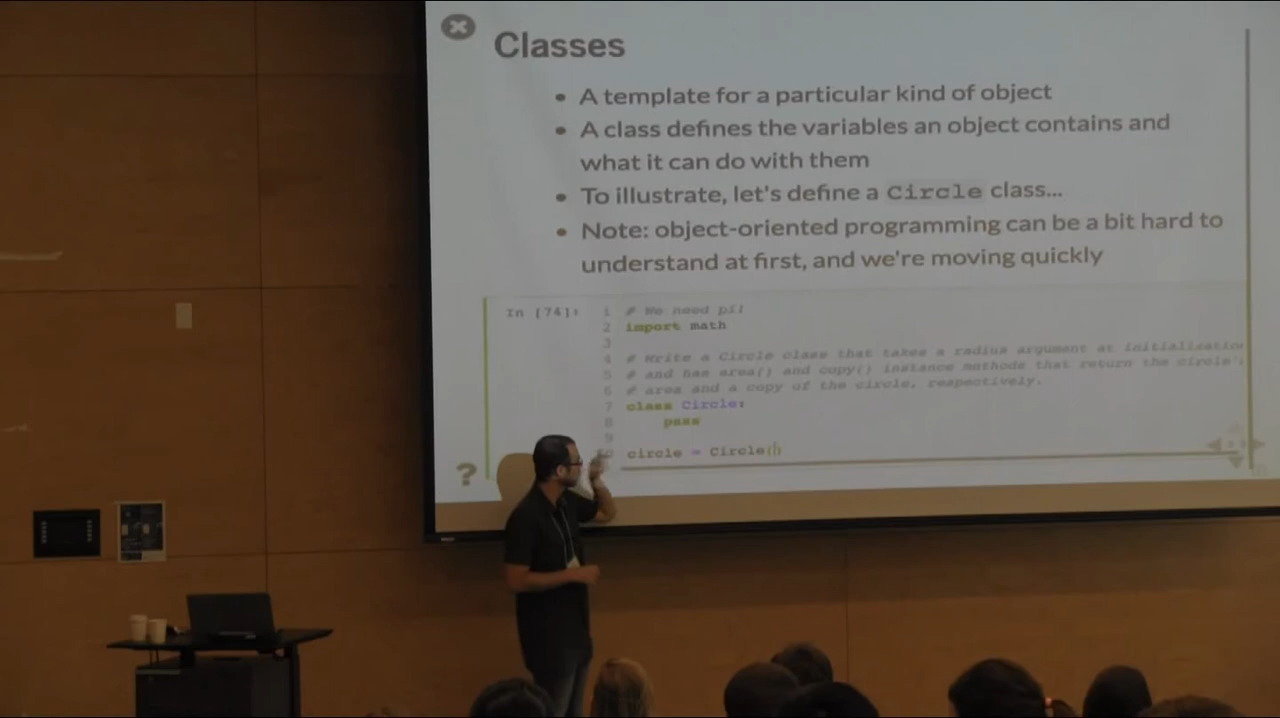 Classes
• A template for a particular kind of object
• A class defines the variables an object contains and
what it can do with them
• To illustrate, let's define a Circle class...
• Note: object-oriented programming can be a bit hard to
understand at first, and we're moving quickly
In [74]: 1 # We need pi!
2 import math
3
4 # Write a Circle class that takes a radius argument at initializatio
5 # and has area() and copy() instance methods that return the circle's
6 # area and a copy of the circle, respectively.
7 class Circle:
8 pass
9
circle = Circle()
?